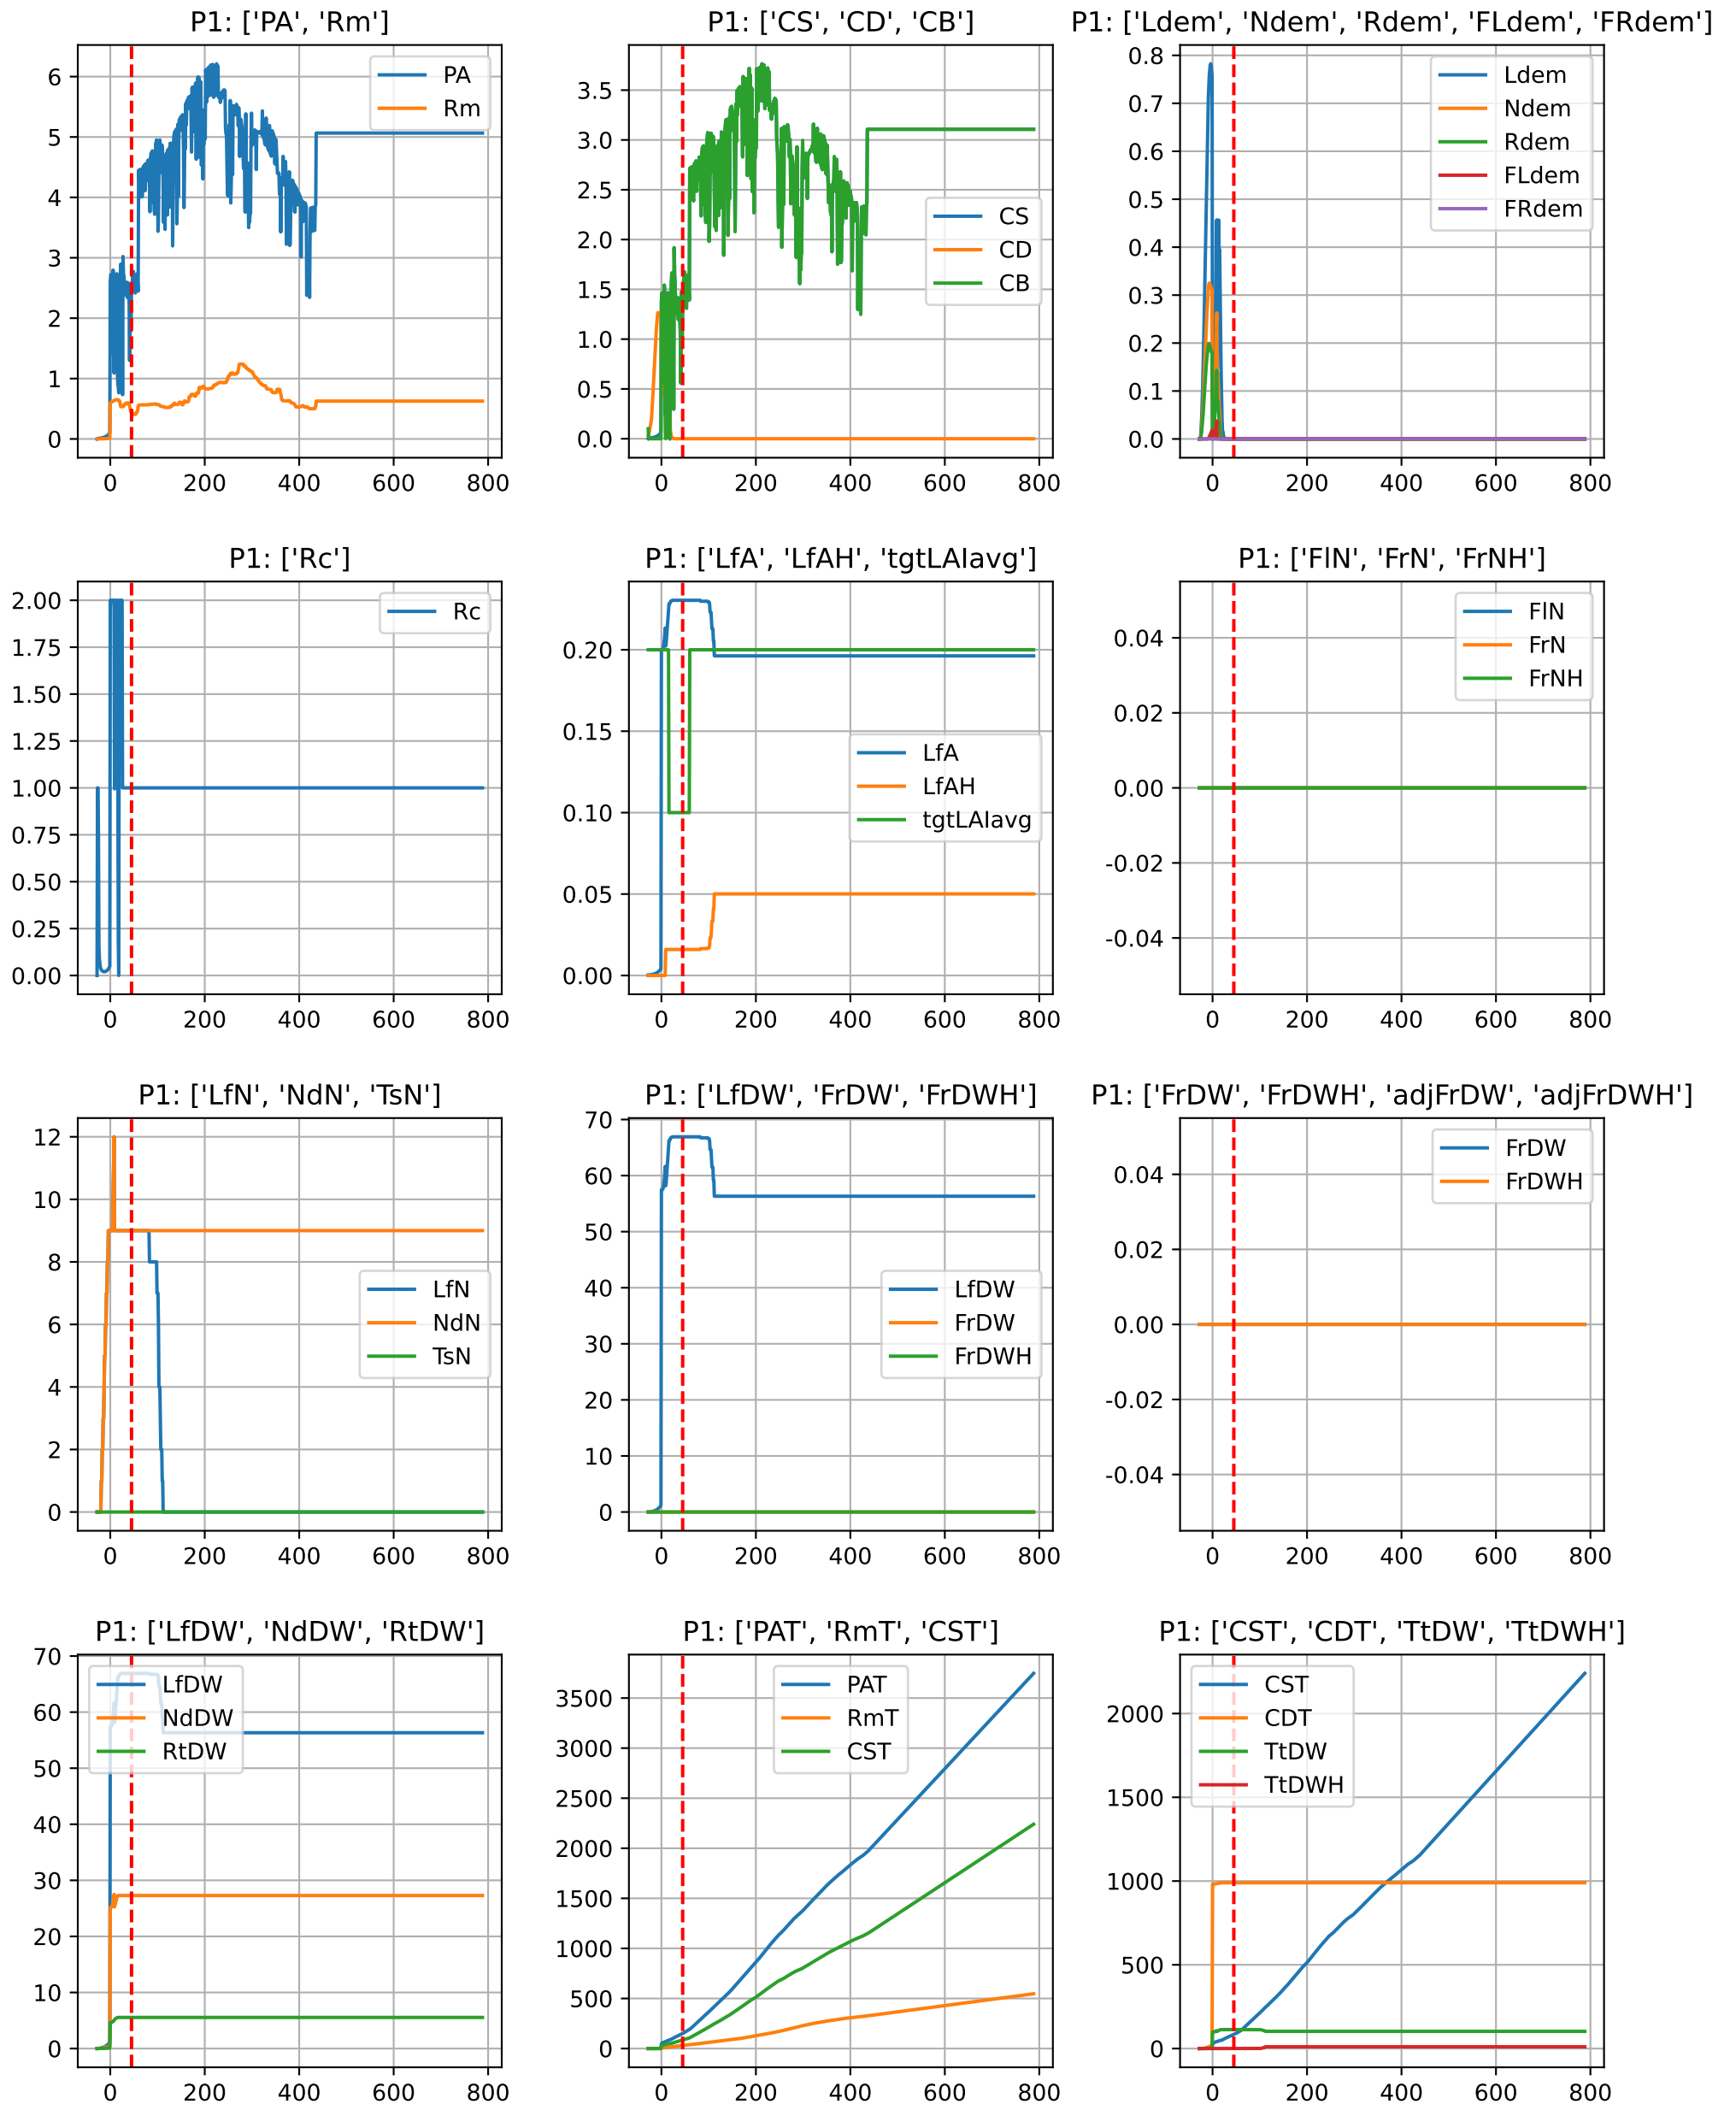 P1: ['PA', 'Rm']
6
5
4
3
2
1
0
0 200 400 600 800
PA
Rm
P1: ['CS', 'CD', 'CB']
3.5
3.0
2.5
2.0
1.5
1.0
0.5
0.0
0 200 400 600 800
CS
CD
CB
P1: ['Ldem', 'Ndem', 'Rdem', 'FLdem', 'FRdem']
0.8
0.7
0.6
0.5
0.4
0.3
0.2
0.1
0.0
0 200 400 600 800
Ldem
Ndem
Rdem
FLdem
FRdem
P1: ['Rc']
2.00
1.75
1.50
1.25
1.00
0.75
0.50
0.25
0.00
0 200 400 600 800
Rc
P1: ['LfA', 'LfAH', 'tgtLAIavg']
0.20
0.15
0.10
0.05
0.00
0 200 400 600 800
LfA
LfAH
tgtLAIavg
P1: ['FlN', 'FrN', 'FrNH']
0.04
0.02
0.00
-0.02
-0.04
0 200 400 600 800
FlN
FrN
FrNH
P1: ['LfN', 'NdN', 'TsN']
12
10
8
6
4
2
0
0 200 400 600 800
LfN
NdN
TsN
P1: ['LfDW', 'FrDW', 'FrDWH']
70
60
50
40
30
20
10
0
0 200 400 600 800
LfDW
FrDW
FrDWH
P1: ['FrDW', 'FrDWH', 'adjFrDW', 'adjFrDWH']
0.04
0.02
0.00
-0.02
-0.04
0 200 400 600 800
FrDW
FrDWH
P1: ['LfDW', 'NdDW', 'RtDW']
70
60
50
40
30
20
10
0
0 200 400 600 800
LfDW
NdDW
RtDW
P1: ['PAT', 'RmT', 'CST']
3500
3000
2500
2000
1500
1000
500
0
0 200 400 600 800
PAT
RmT
CST
P1: ['CST', 'CDT', 'TtDW', 'TtDWH']
2000
1500
1000
500
0
0 200 400 600 800
CST
CDT
TtDW
TtDWH